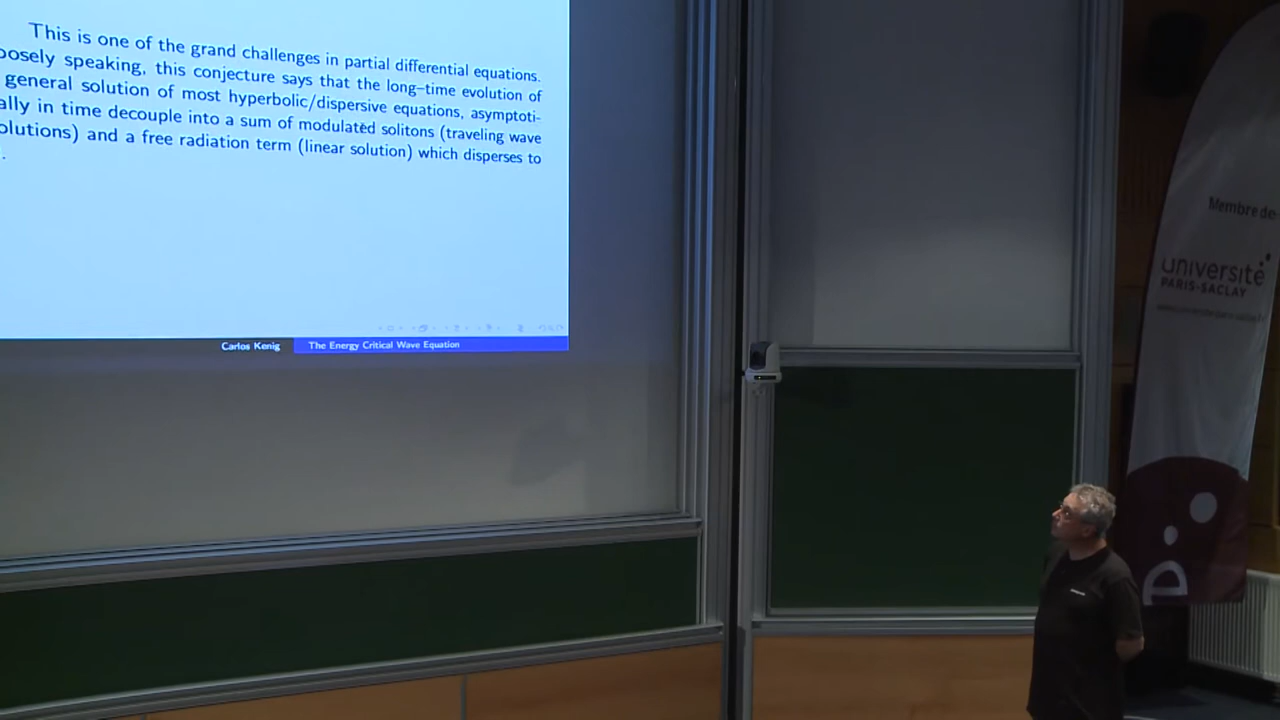 This is one of the grand challenges in partial differential equations.
oosely speaking, this conjecture says that the long–time evolution of
general solution of most hyperbolic/dispersive equations, asymptoti-
ally in time decouple into a sum of modulated solitons (traveling wave
olutions) and a free radiation term (linear solution) which disperses to
.
Carlos Kenig The Energy Critical Wave Equation
Membre de
université
PARIS-SACLAY